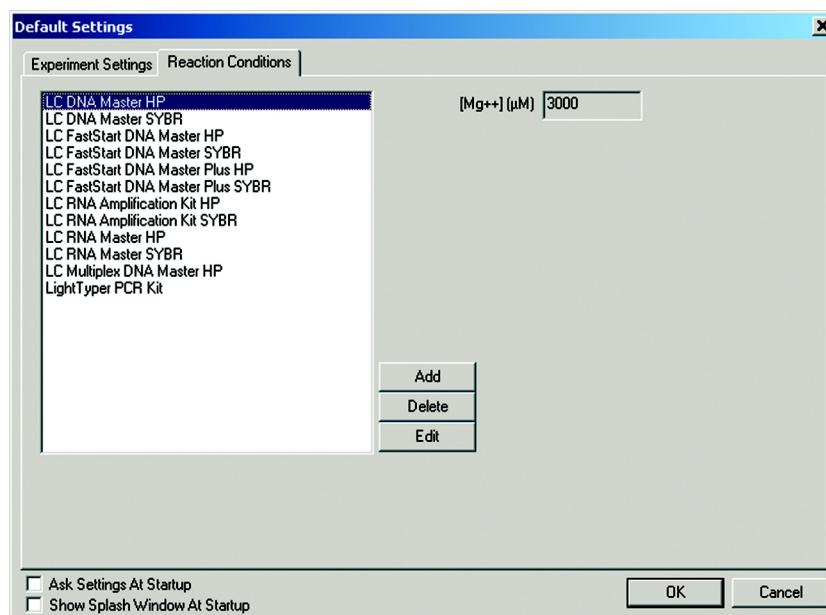 Default Settings
Experiment Settings
Reaction Conditions
LC DNA Master HP
LC DNA Master SYBR
LC FastStart DNA Master HP
LC FastStart DNA Master SYBR
LC FastStart DNA Master Plus HP
LC FastStart DNA Master Plus SYBR
LC RNA Amplification Kit HP
LC RNA Amplification Kit SYBR
LC RNA Master HP
LC RNA Master SYBR
LC Multiplex DNA Master HP
LightTyper PCR Kit
[Mg++] (µM) 3000
Add
Delete
Edit
Ask Settings At Startup
Show Splash Window At Startup
OK
Cancel